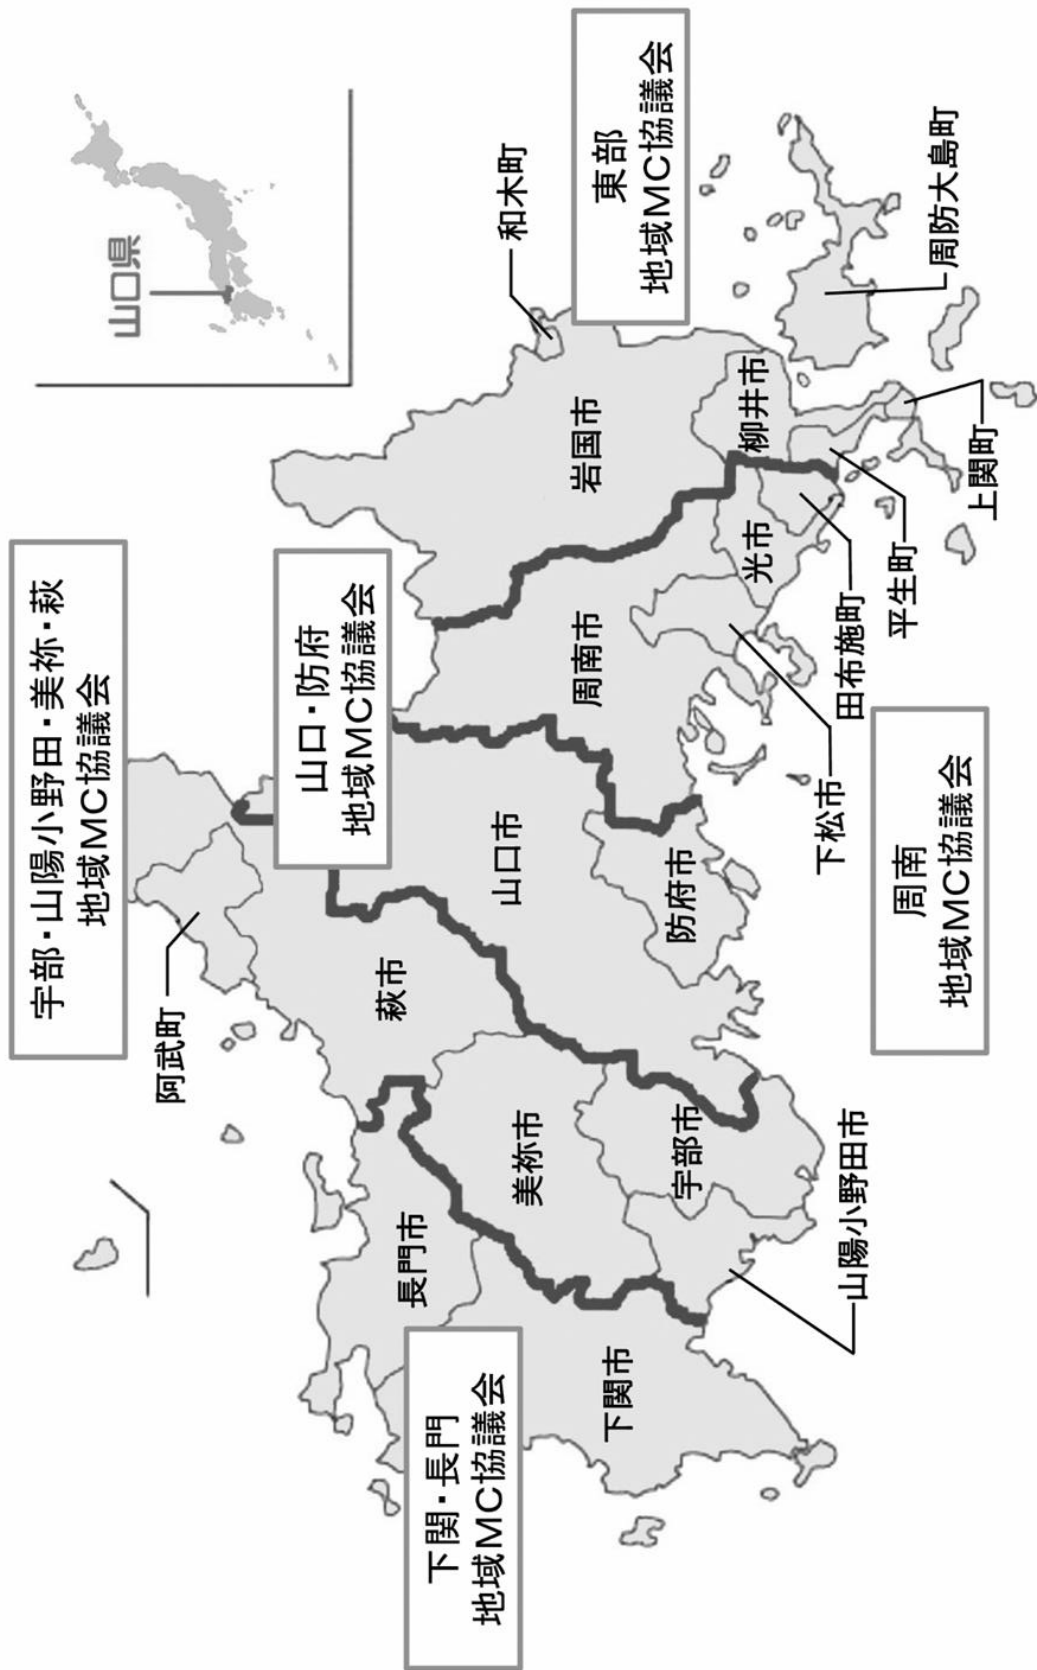 宇部・山陽小野田・美祢・萩
地域MC協議会
山口県
山口・防府
地域MC協議会
東部
地域MC協議会
下関・長門
地域MC協議会
周南
地域MC協議会
阿武町
萩市
長門市
美祢市
下関市
宇部市
山陽小野田市
山口市
防府市
周南市
下松市
光市
田布施町
平生町
上関町
柳井市
岩国市
和木町
周防大島町